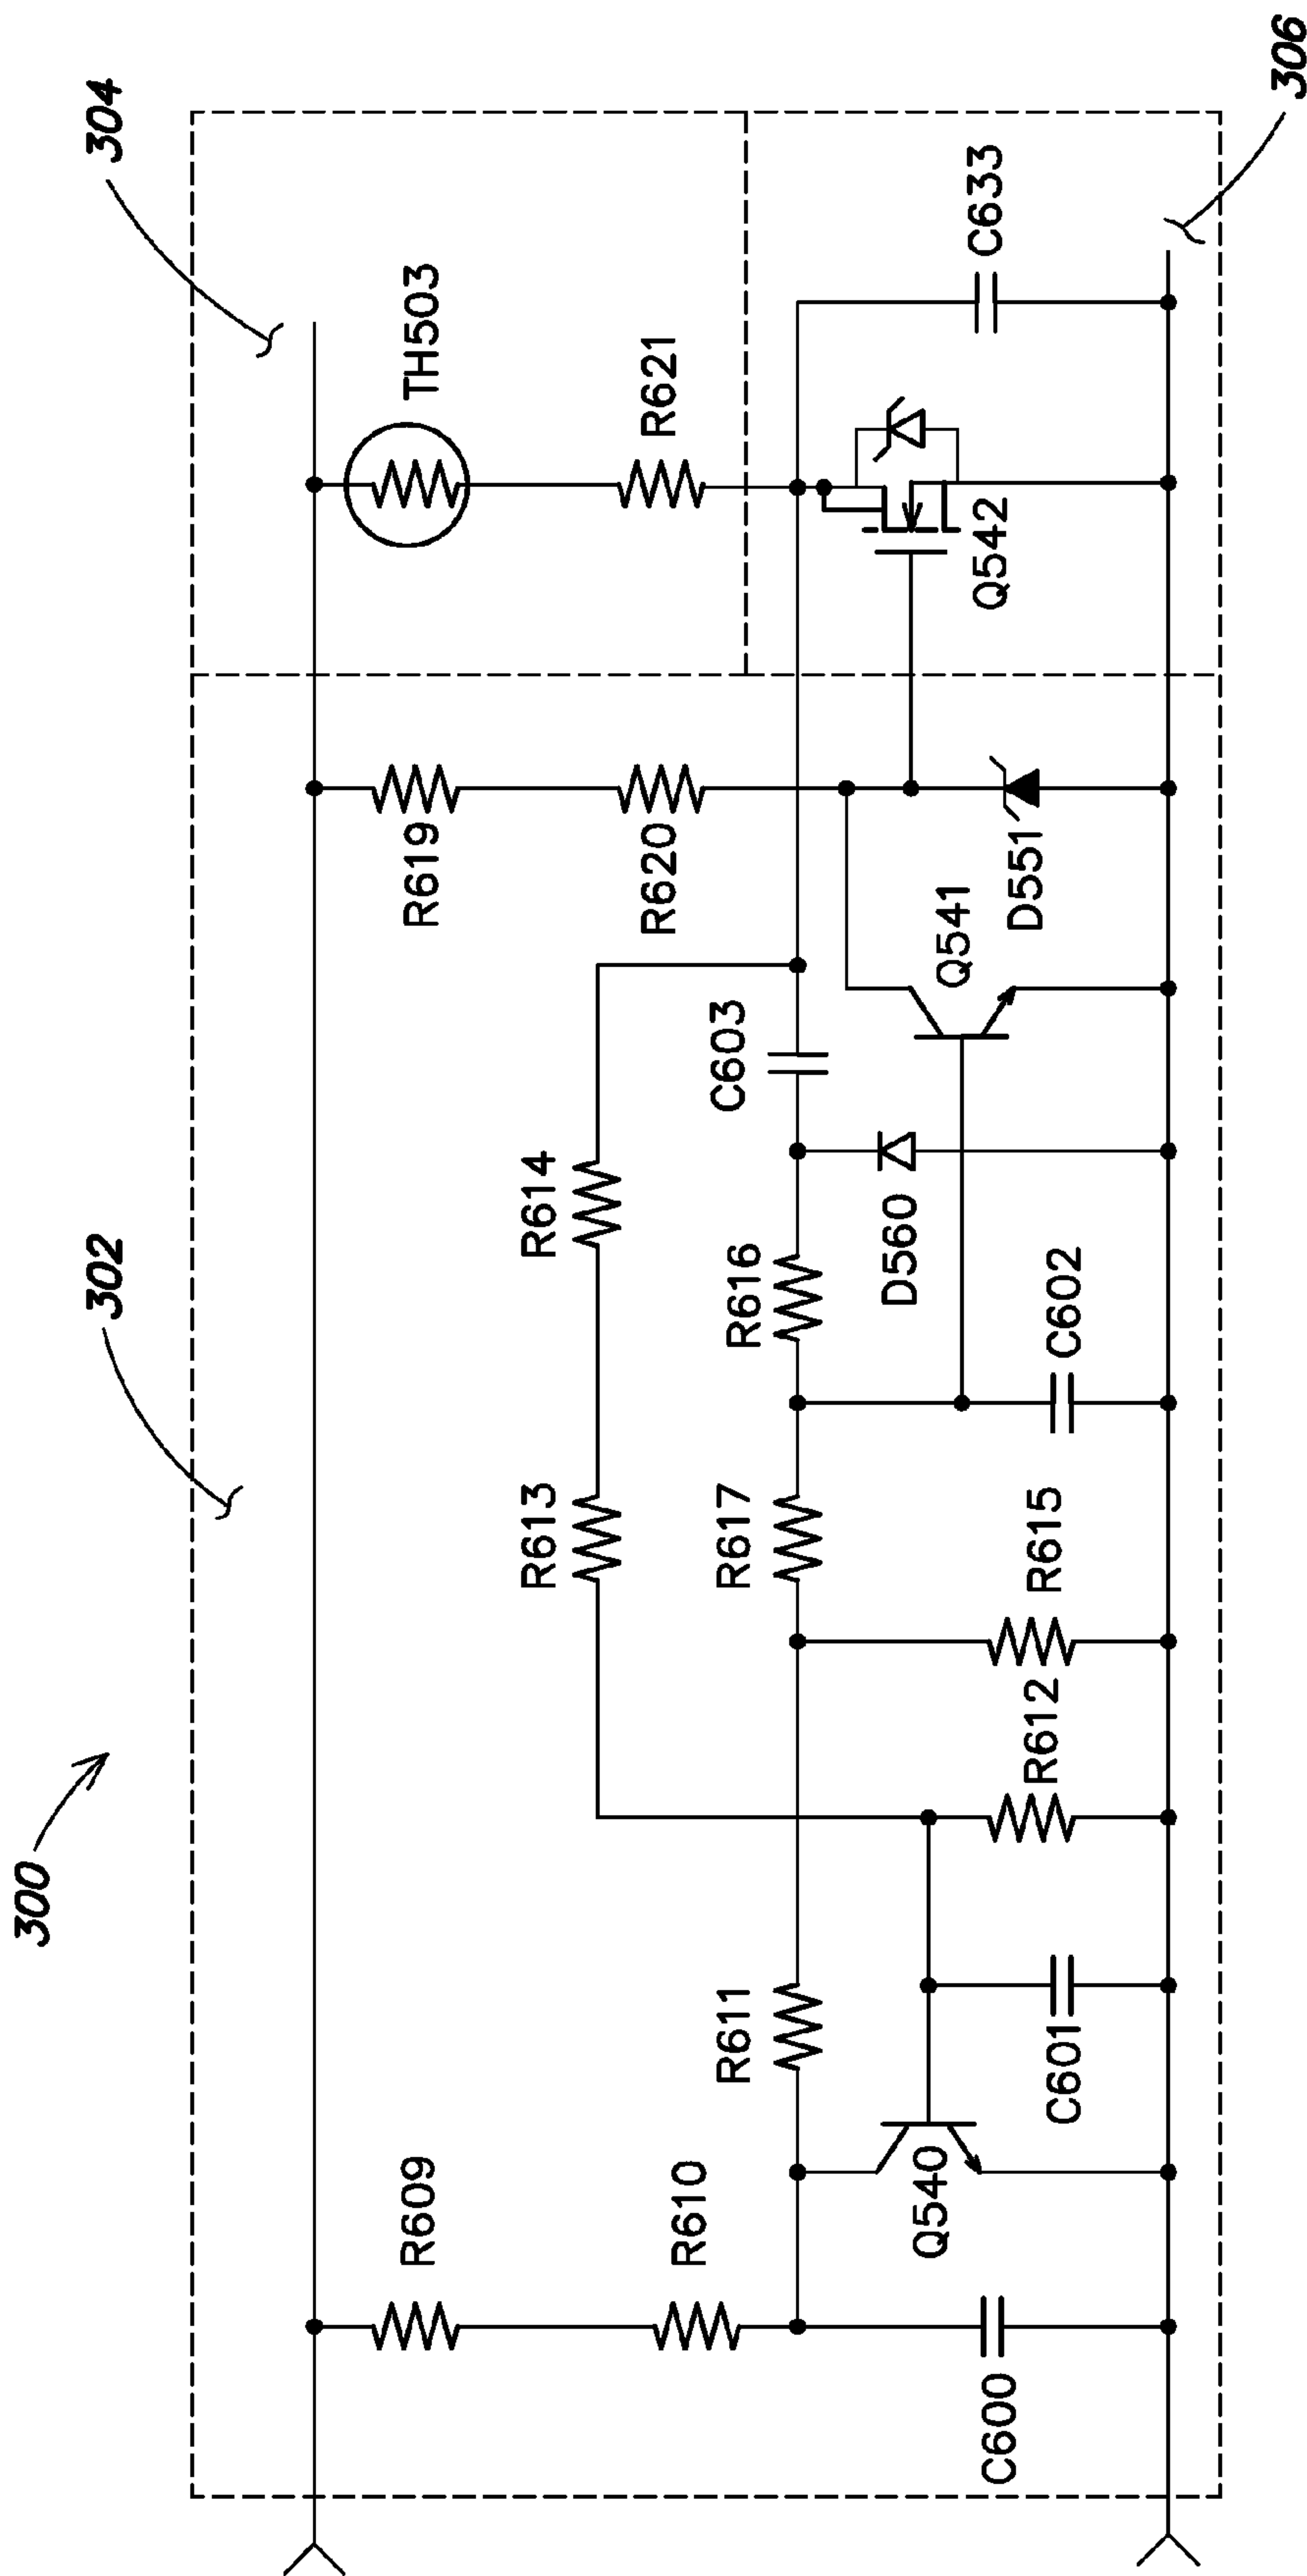 300
302
304
R609
R619
TH503
R613
R614
R610
R620
R621
R611
R617
R616
C603
Q540
D560
Q541
C633
C600
C601
R612
R615
C602
D551
Q542
306